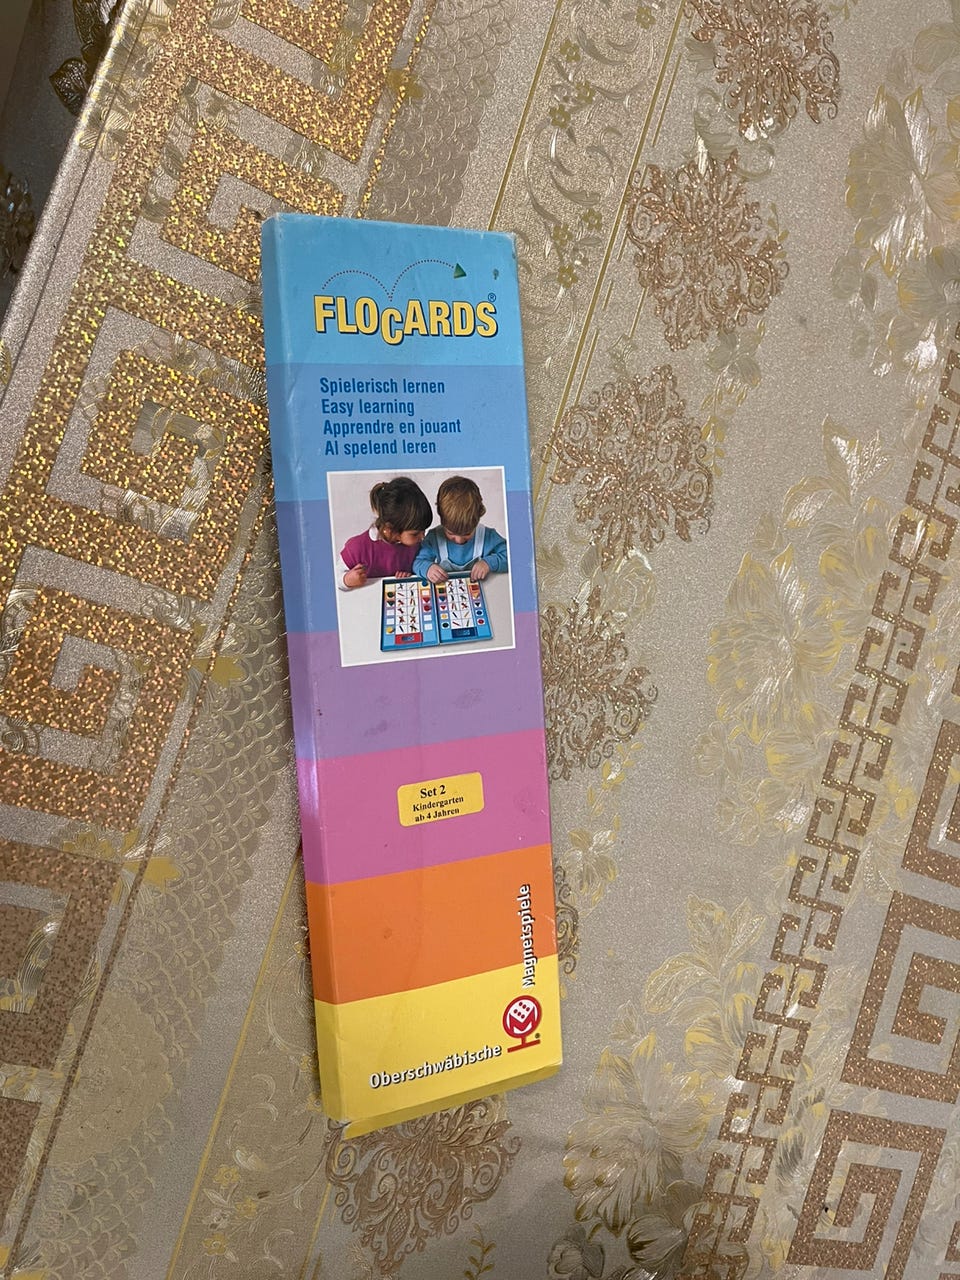 FLOCARDS®
Spielerisch lernen
Easy learning
Apprendre en jouant
Al spelend leren
Set 2
Kindergarten
ab 4 Jahren
Oberschwäbische
Magnetspiele